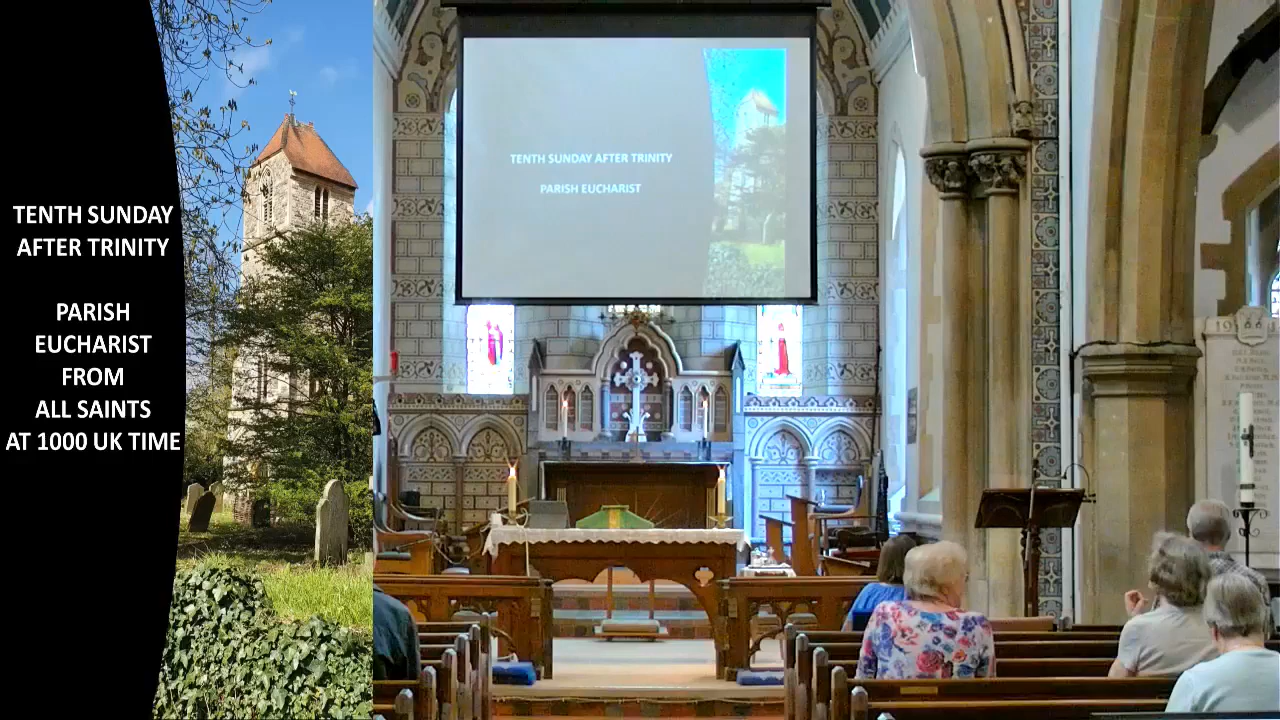 TENTH SUNDAY
AFTER TRINITY
PARISH
EUCHARIST
FROM
ALL SAINTS
AT 1000 UK TIME
TENTH SUNDAY AFTER TRINITY
PARISH EUCHARIST